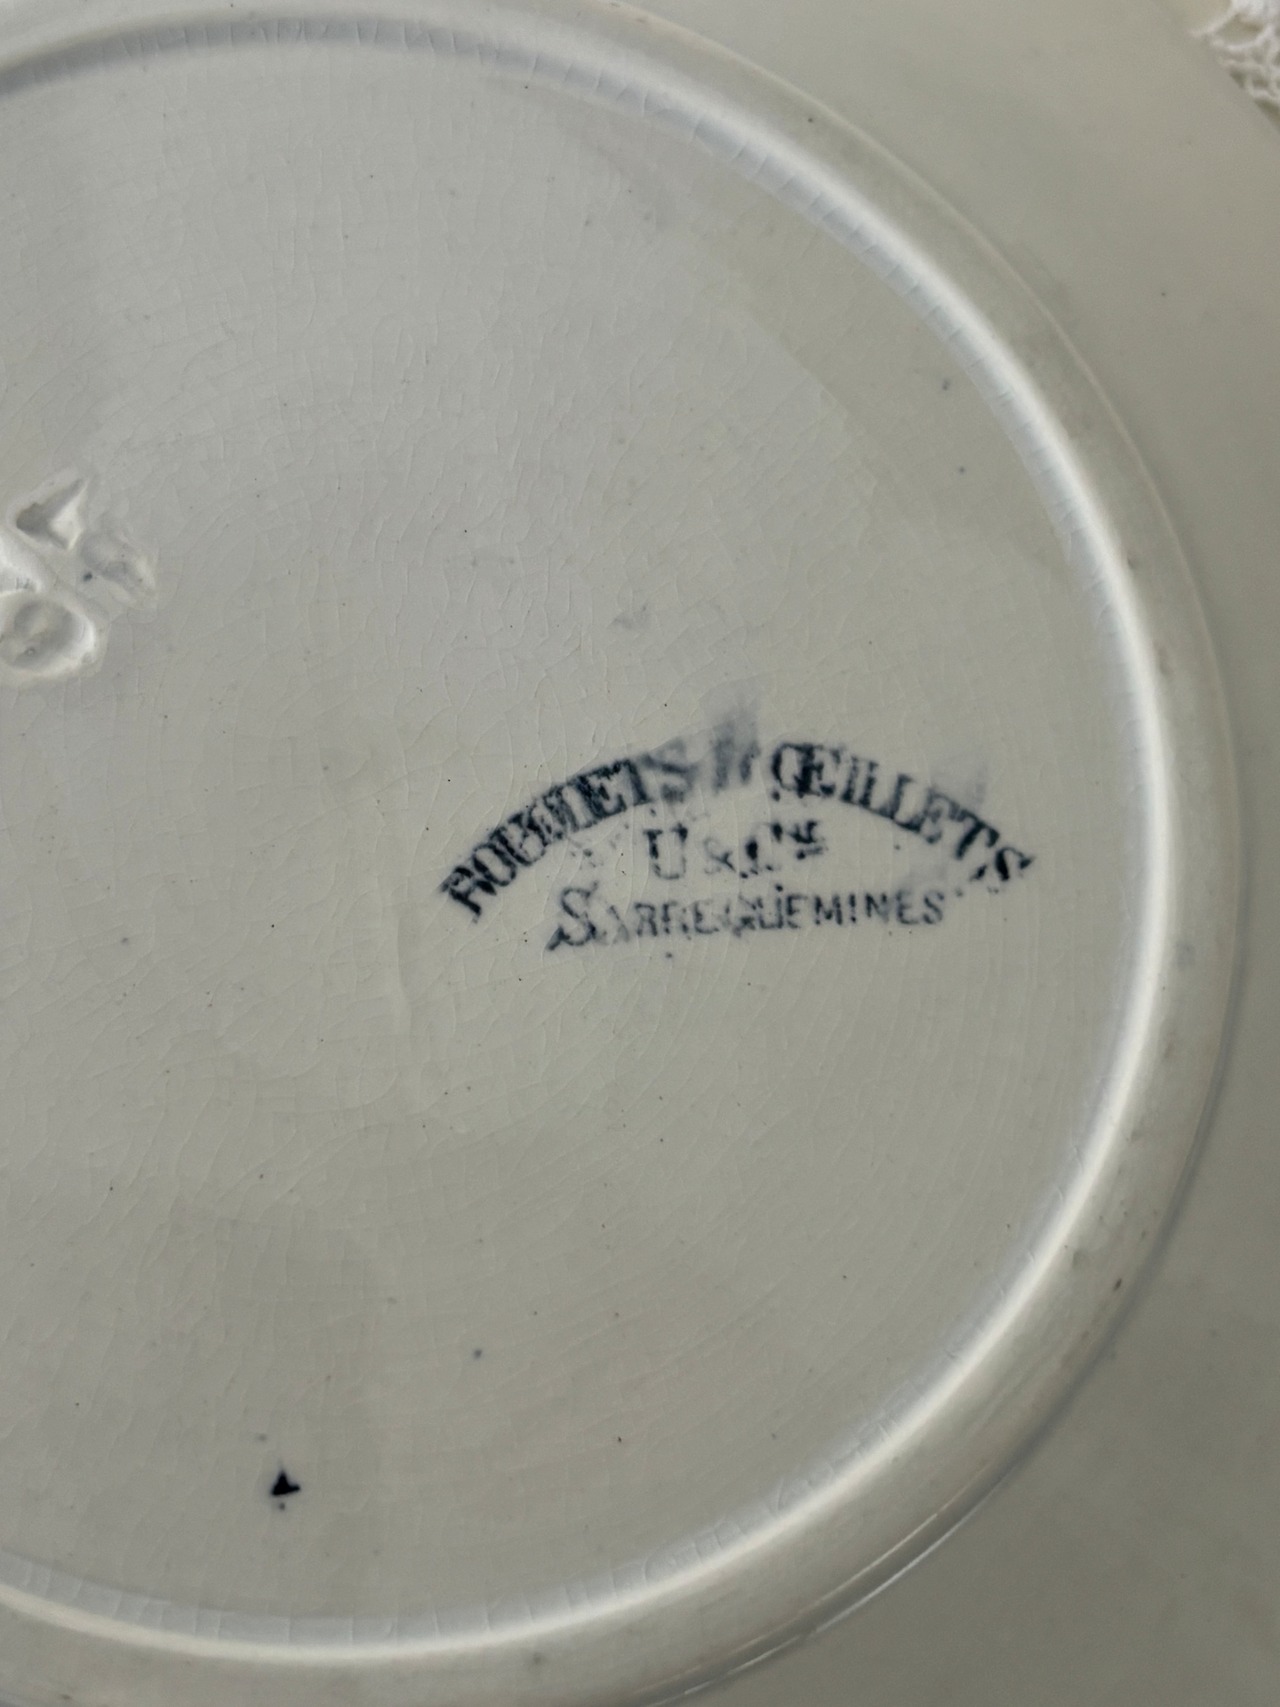 BOUQUETS ŒILLETS
U & Cie
SARREGUEMINES